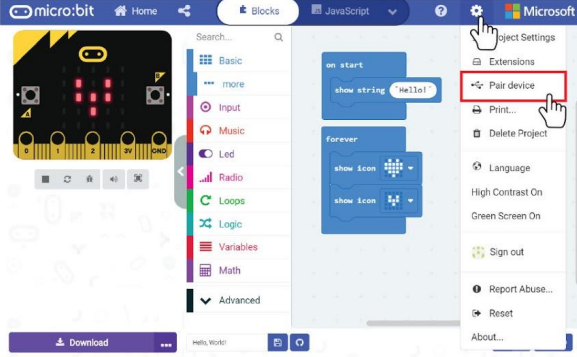 micro:bit
Home
Blocks
JavaScript
Microsoft
Search...
Basic
more
Input
Music
Led
Radio
Loops
Logic
Variables
Math
Advanced
on start
show string "Hello!"
forever
show icon
show icon
Project Settings
Extensions
Pair device
Print...
Delete Project
Language
High Contrast On
Green Screen On
Sign out
Report Abuse...
Reset
About...
A
B
0 1 2 3V GND
Download
Hello, World!